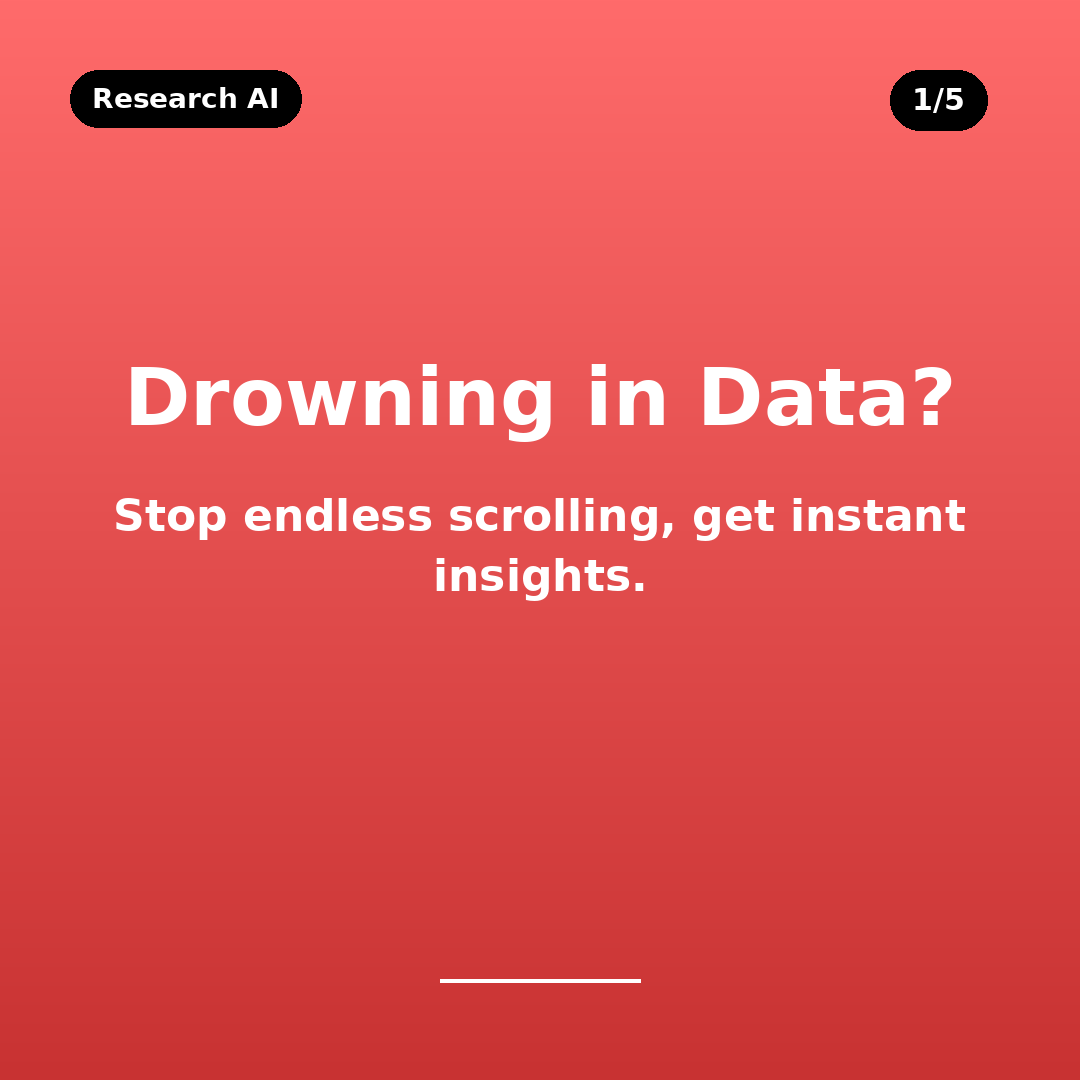 Research AI
1/5
Drowning in Data?
Stop endless scrolling, get instant
insights.